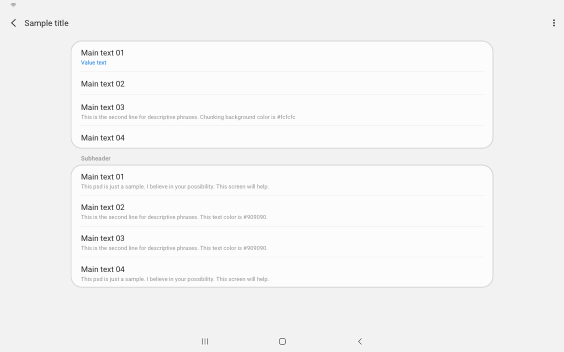 Sample title
Main text 01
Value text
Main text 02
Main text 03
This is the second line for descriptive phrases. Chunking background color is #fcfcfc
Main text 04
Subheader
Main text 01
This psd is just a sample. I believe in your possibility. This screen will help.
Main text 02
This is the second line for descriptive phrases. This text color is #909090.
Main text 03
This is the second line for descriptive phrases. This text color is #909090.
Main text 04
This psd is just a sample. I believe in your possibility. This screen will help.